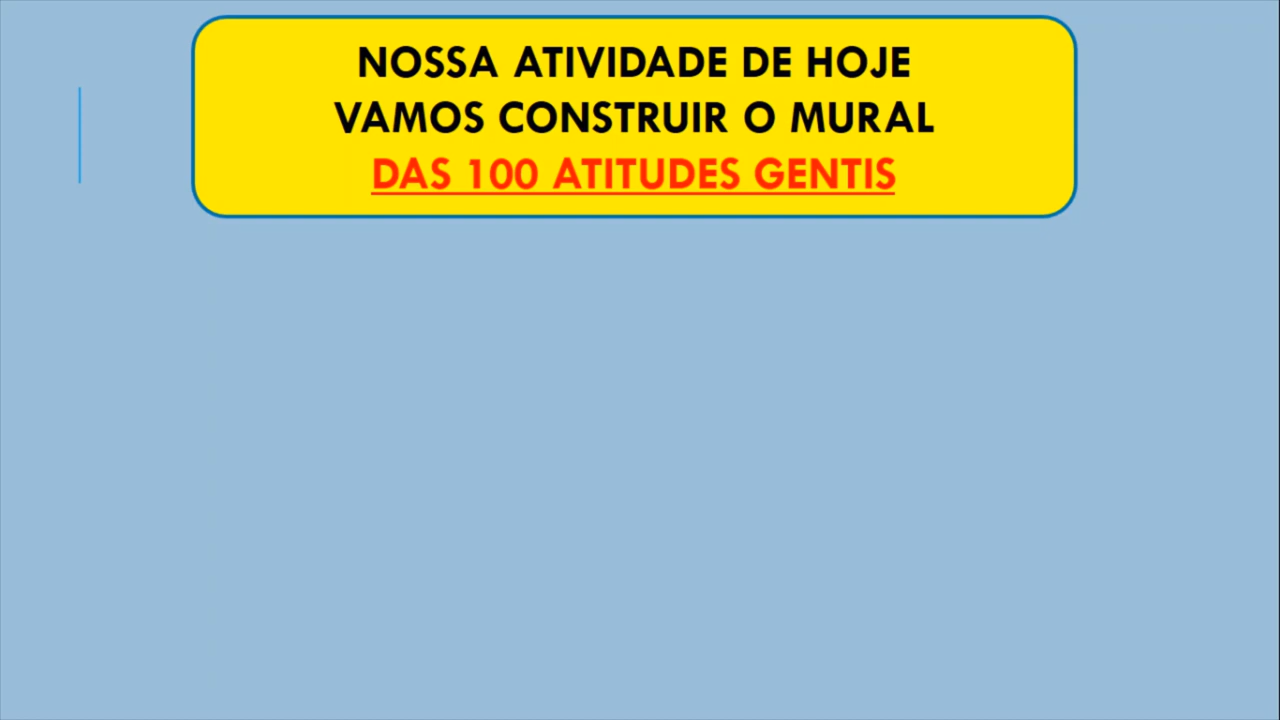 NOSSA ATIVIDADE DE HOJE
VAMOS CONSTRUIR O MURAL
DAS 100 ATITUDES GENTIS